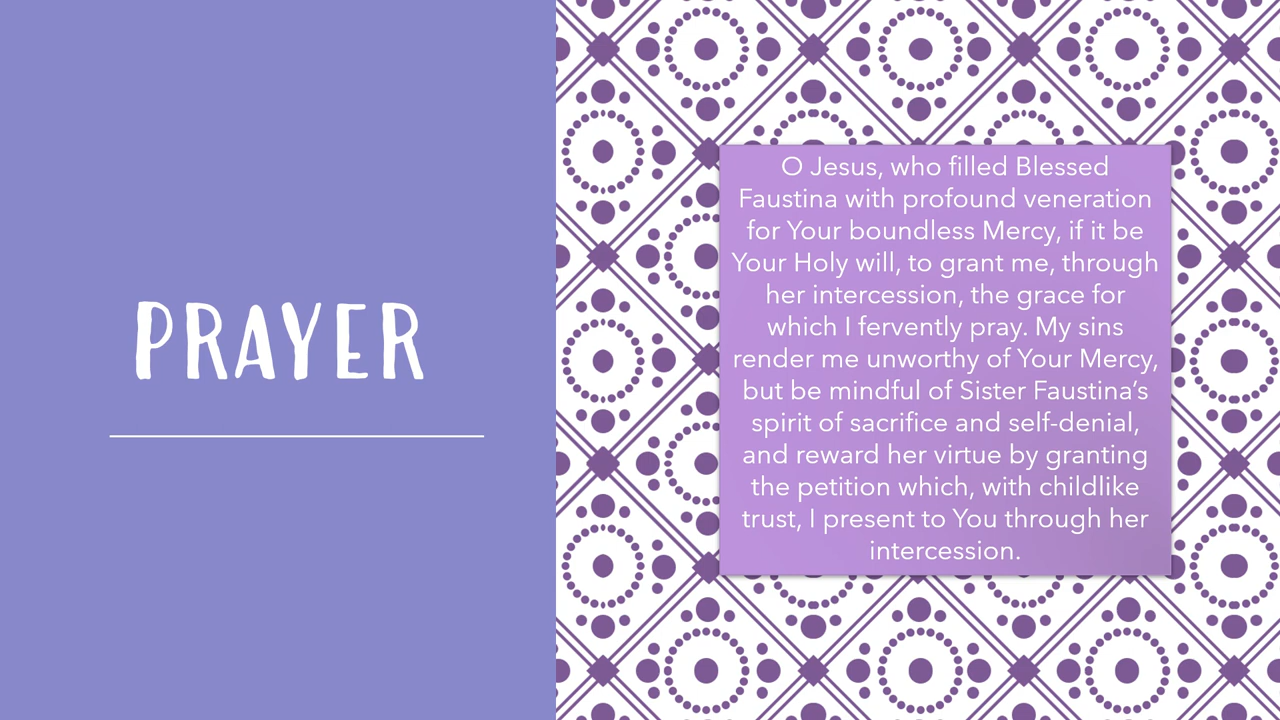 PRAYER
O Jesus, who filled Blessed
Faustina with profound veneration
for Your boundless Mercy, if it be
Your Holy will, to grant me, through
her intercession, the grace for
which I fervently pray. My sins
render me unworthy of Your Mercy,
but be mindful of Sister Faustina’s
spirit of sacrifice and self-denial,
and reward her virtue by granting
the petition which, with childlike
trust, I present to You through her
intercession.